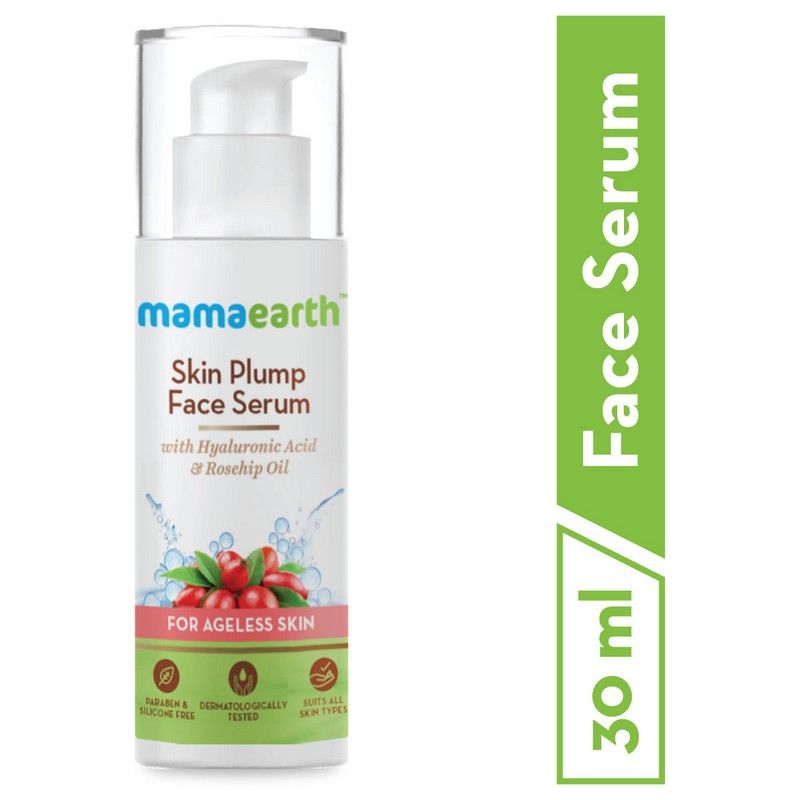 mamaearth™
Skin Plump
Face Serum
with Hyaluronic Acid
& Rosehip Oil
FOR AGELESS SKIN
PARABEN &
SILICONE FREE
DERMATOLOGICALLY
TESTED
SUITS ALL
SKIN TYPES
Face Serum
30 ml